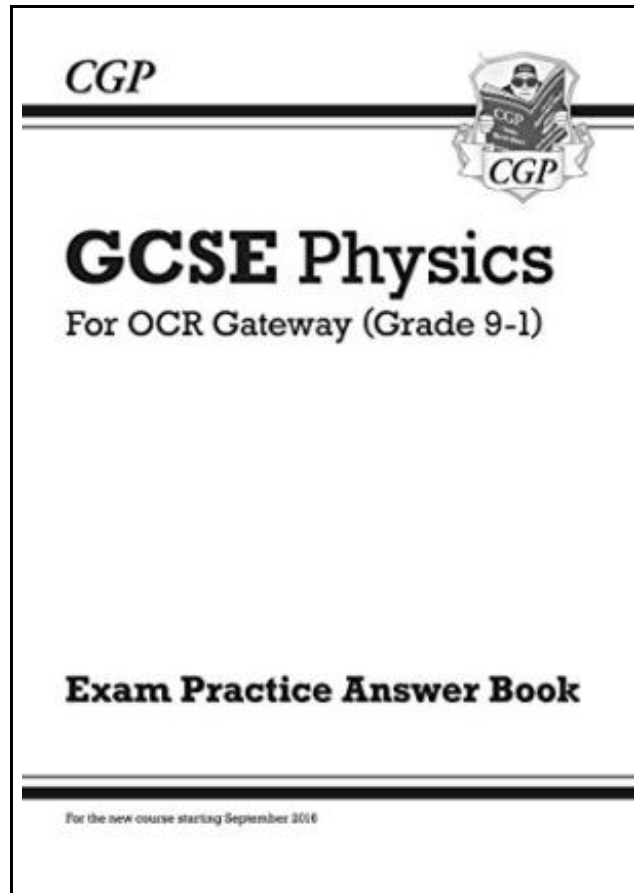 CGP
CGP
CGP
GCSE Physics
For OCR Gateway (Grade 9-1)
Exam Practice Answer Book
For the new course starting September 2016